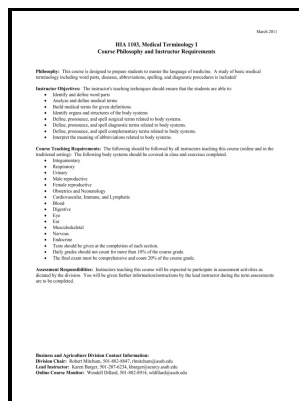 March 2011
HIA 1103, Medical Terminology I
Course Philosophy and Instructor Requirements
Philosophy: This course is designed to prepare students to master the language of medicine. A study of basic medical
terminology including word parts, diseases, abbreviations, spelling, and diagnostic procedures is included!
Instructor Objectives: The instructor's teaching techniques should ensure that the students are able to:
• Identify and define word parts
• Analyze and define medical terms
• Build medical terms for given definitions.
• Identify organs and structures of the body systems
• Define, pronounce, and spell surgical terms related to body systems.
• Define, pronounce, and spell diagnostic terms related to body systems.
• Define, pronounce, and spell complementary terms related to body systems.
• Interpret the meaning of abbreviations related to body systems.
Course Teaching Requirements: The following should be followed by all instructors teaching this course (online and in the
traditional setting): The following body systems should be covered in class and exercises completed.
• Integumentary
• Respiratory
• Urinary
• Male reproductive
• Female reproductive
• Obstetrics and Neonatology
• Cardiovascular, Immune, and Lymphatic
• Blood
• Digestive
• Eye
• Ear
• Musculoskeletal
• Nervous
• Endocrine
• Tests should be given at the completion of each section.
• Daily grades should not count for more than 10% of the course grade.
• The final exam must be comprehensive and count 20% of the course grade.
Assessment Responsibilities: Instructors teaching this course will be expected to participate in assessment activities as
dictated by the division. You will be given further information/instructions by the lead instructor during the term assessments
are to be completed.
Business and Agriculture Division Contact Information:
Division Chair: Robert Mitcham, 501-882-8847, rlmitcham@asub.edu
Lead Instructor: Karen Barger, 501-207-6234, kbarger@searcy.asub.edu
Online Course Monitor: Wendell Dillard, 501-882-8914,